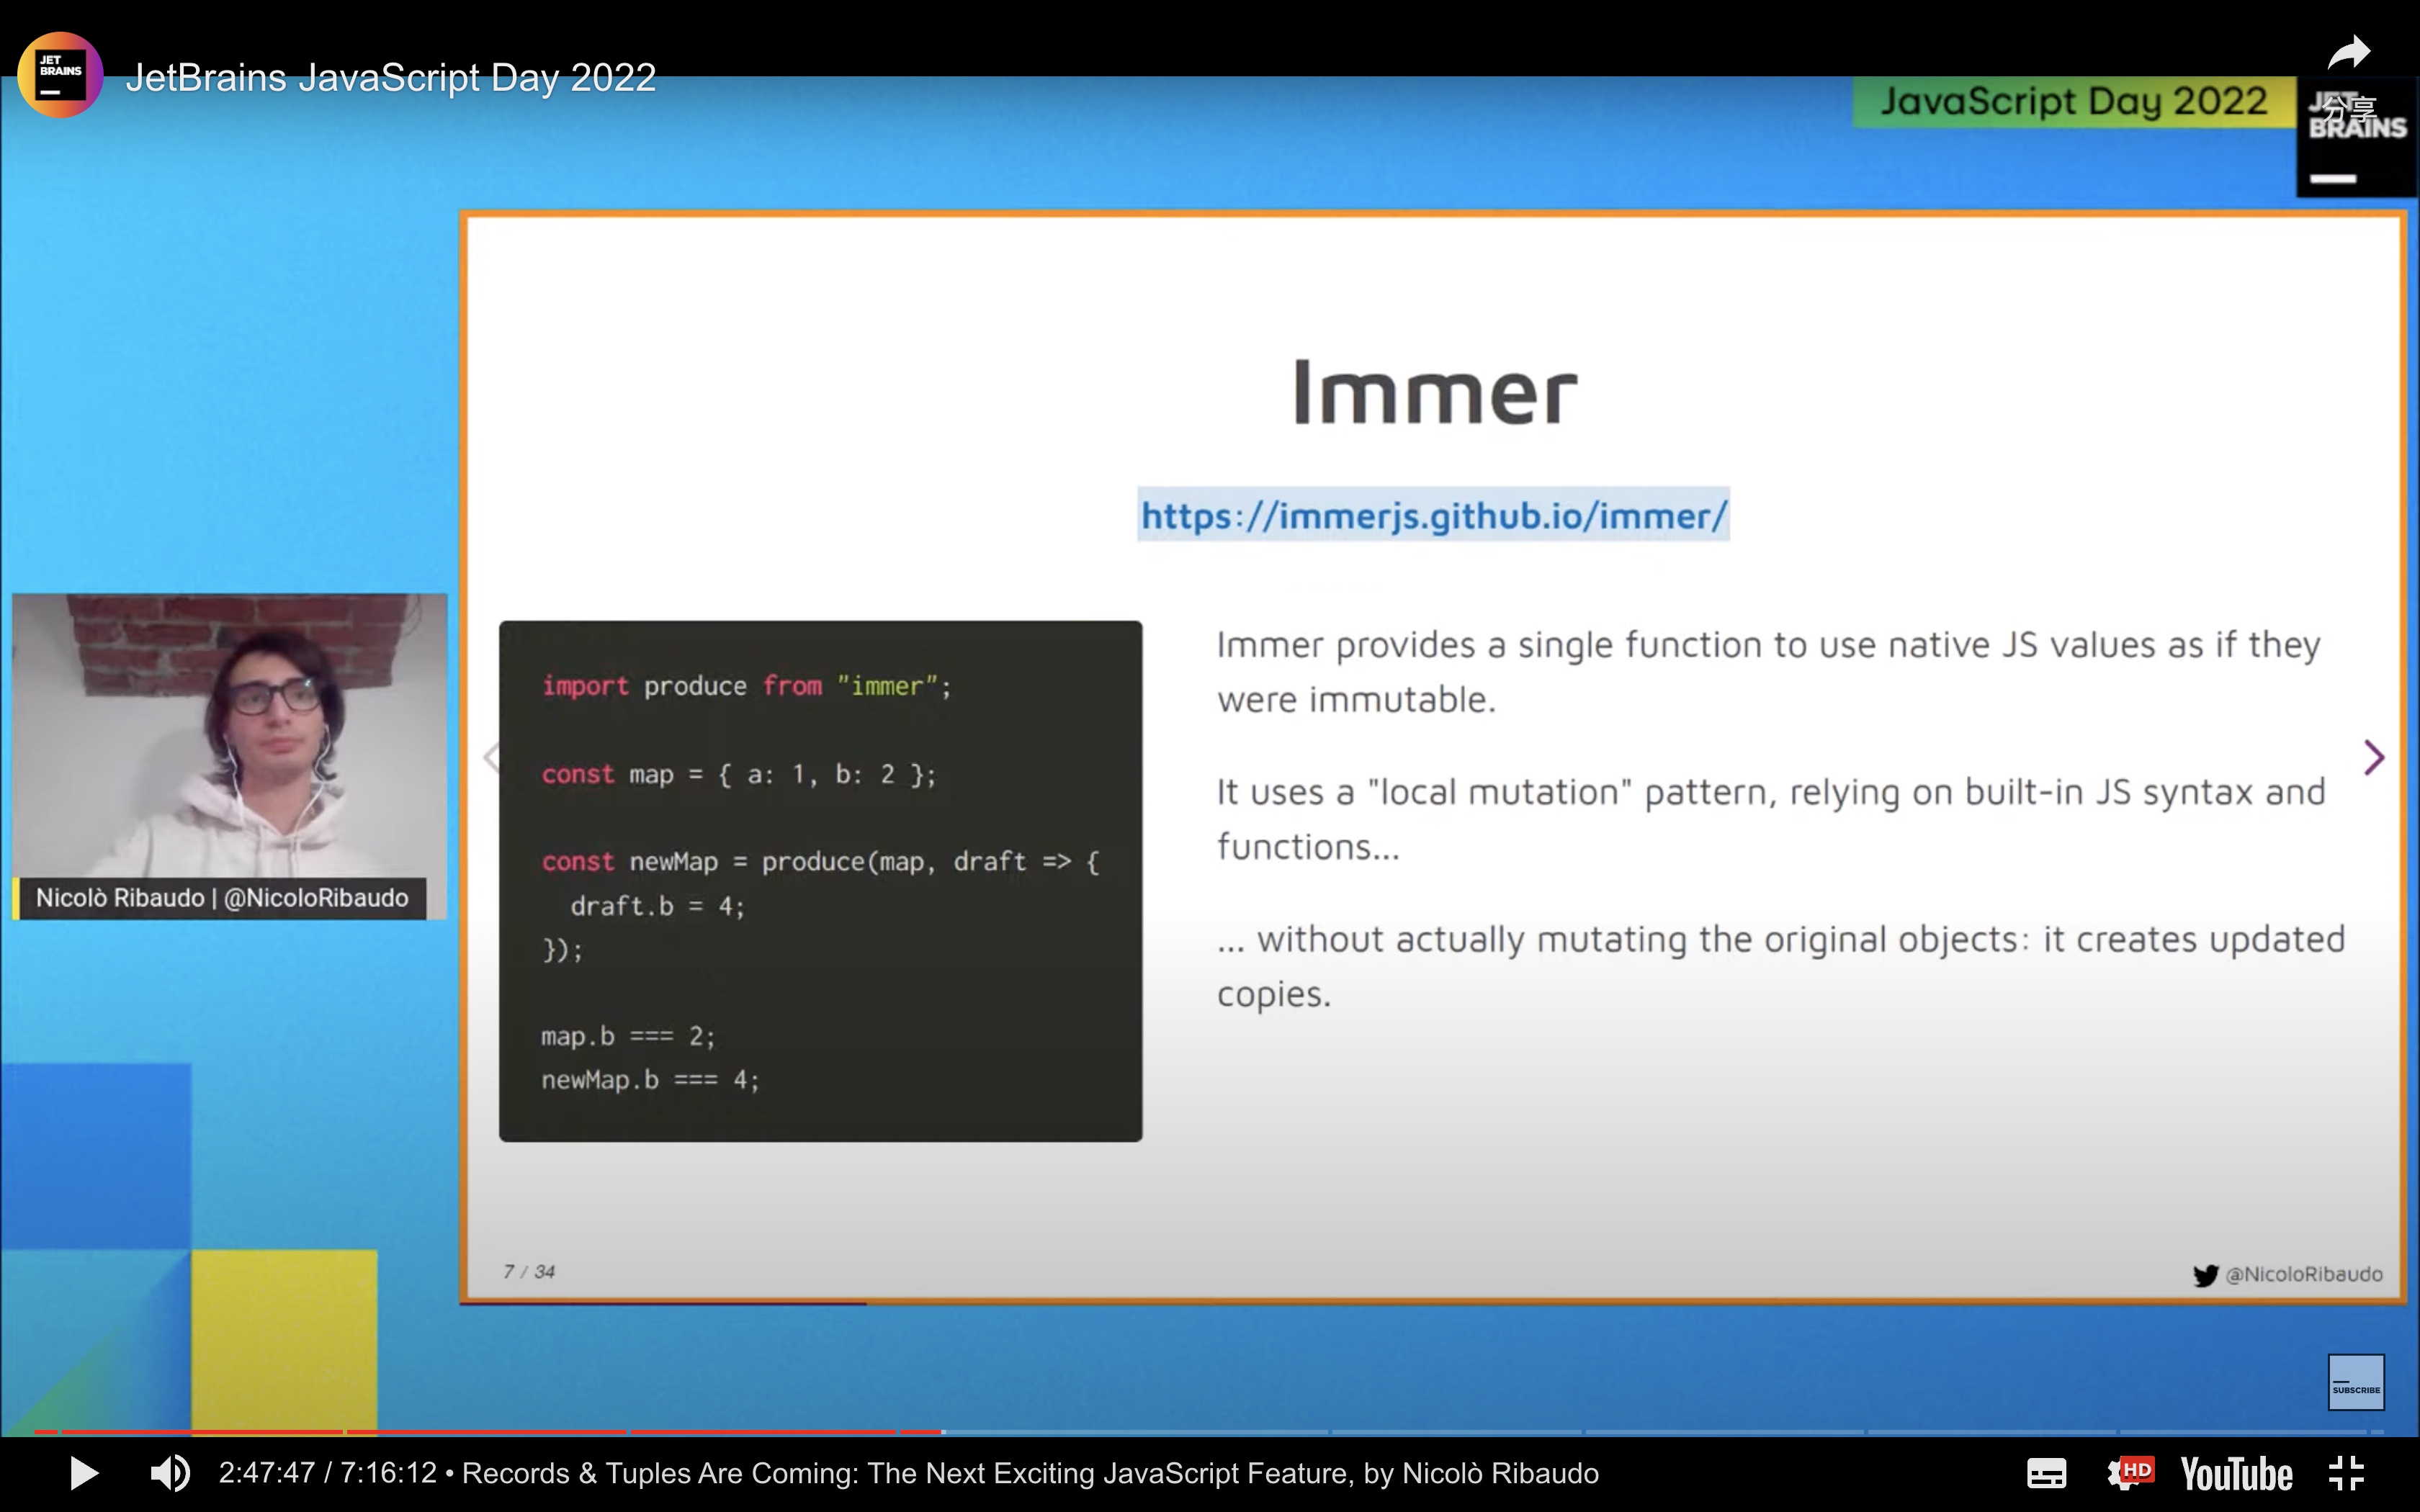 JET
BRAINS
JetBrains JavaScript Day 2022
JavaScript Day 2022
JET
BRAINS
分享
Immer
https://immerjs.github.io/immer/
import produce from "immer";
const map = { a: 1, b: 2 };
const newMap = produce(map, draft => {
draft.b = 4;
});
map.b === 2;
newMap.b === 4;
Immer provides a single function to use native JS values as if they
were immutable.
It uses a "local mutation" pattern, relying on built-in JS syntax and
functions...
... without actually mutating the original objects: it creates updated
copies.
Nicolò Ribaudo | @NicoloRibaudo
7 / 34
@NicoloRibaudo
SUBSCRIBE
2:47:47 / 7:16:12 • Records & Tuples Are Coming: The Next Exciting JavaScript Feature, by Nicolò Ribaudo
HD
YouTube